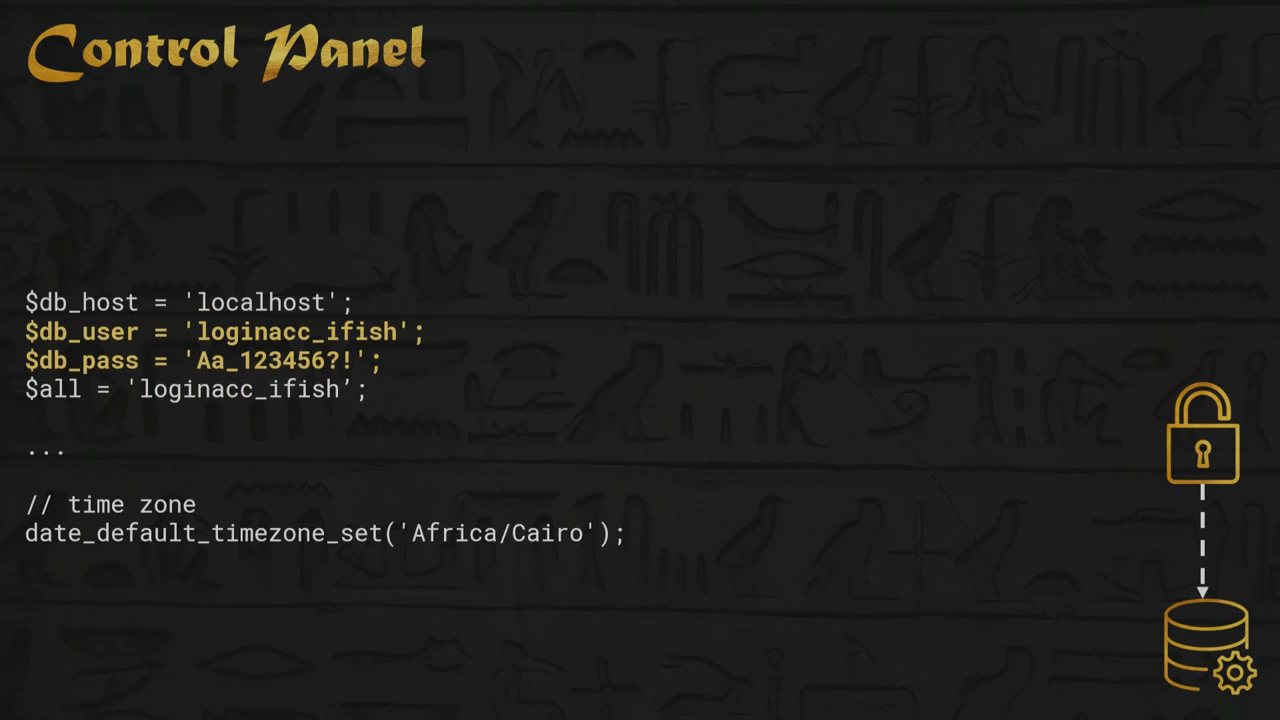 Control Panel
$db_host = 'localhost';
$db_user = 'loginacc_ifish';
$db_pass = 'Aa_123456?!';
$all = 'loginacc_ifish’;
...
// time zone
date_default_timezone_set('Africa/Cairo');